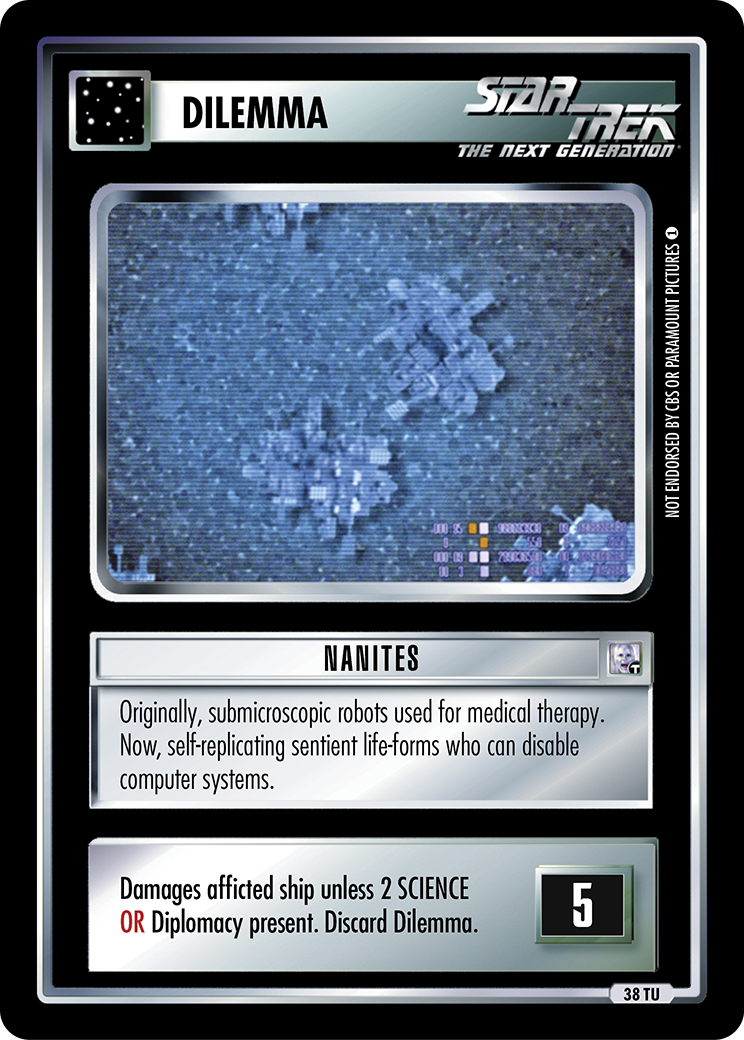 DILEMMA
STAR TREK
THE NEXT GENERATION
NOT ENDORSED BY CBS OR PARAMOUNT PICTURES 1
NANITES
T
Originally, submicroscopic robots used for medical therapy.
Now, self-replicating sentient life-forms who can disable
computer systems.
Damages afficted ship unless 2 SCIENCE
OR Diplomacy present. Discard Dilemma.
5
38 TU